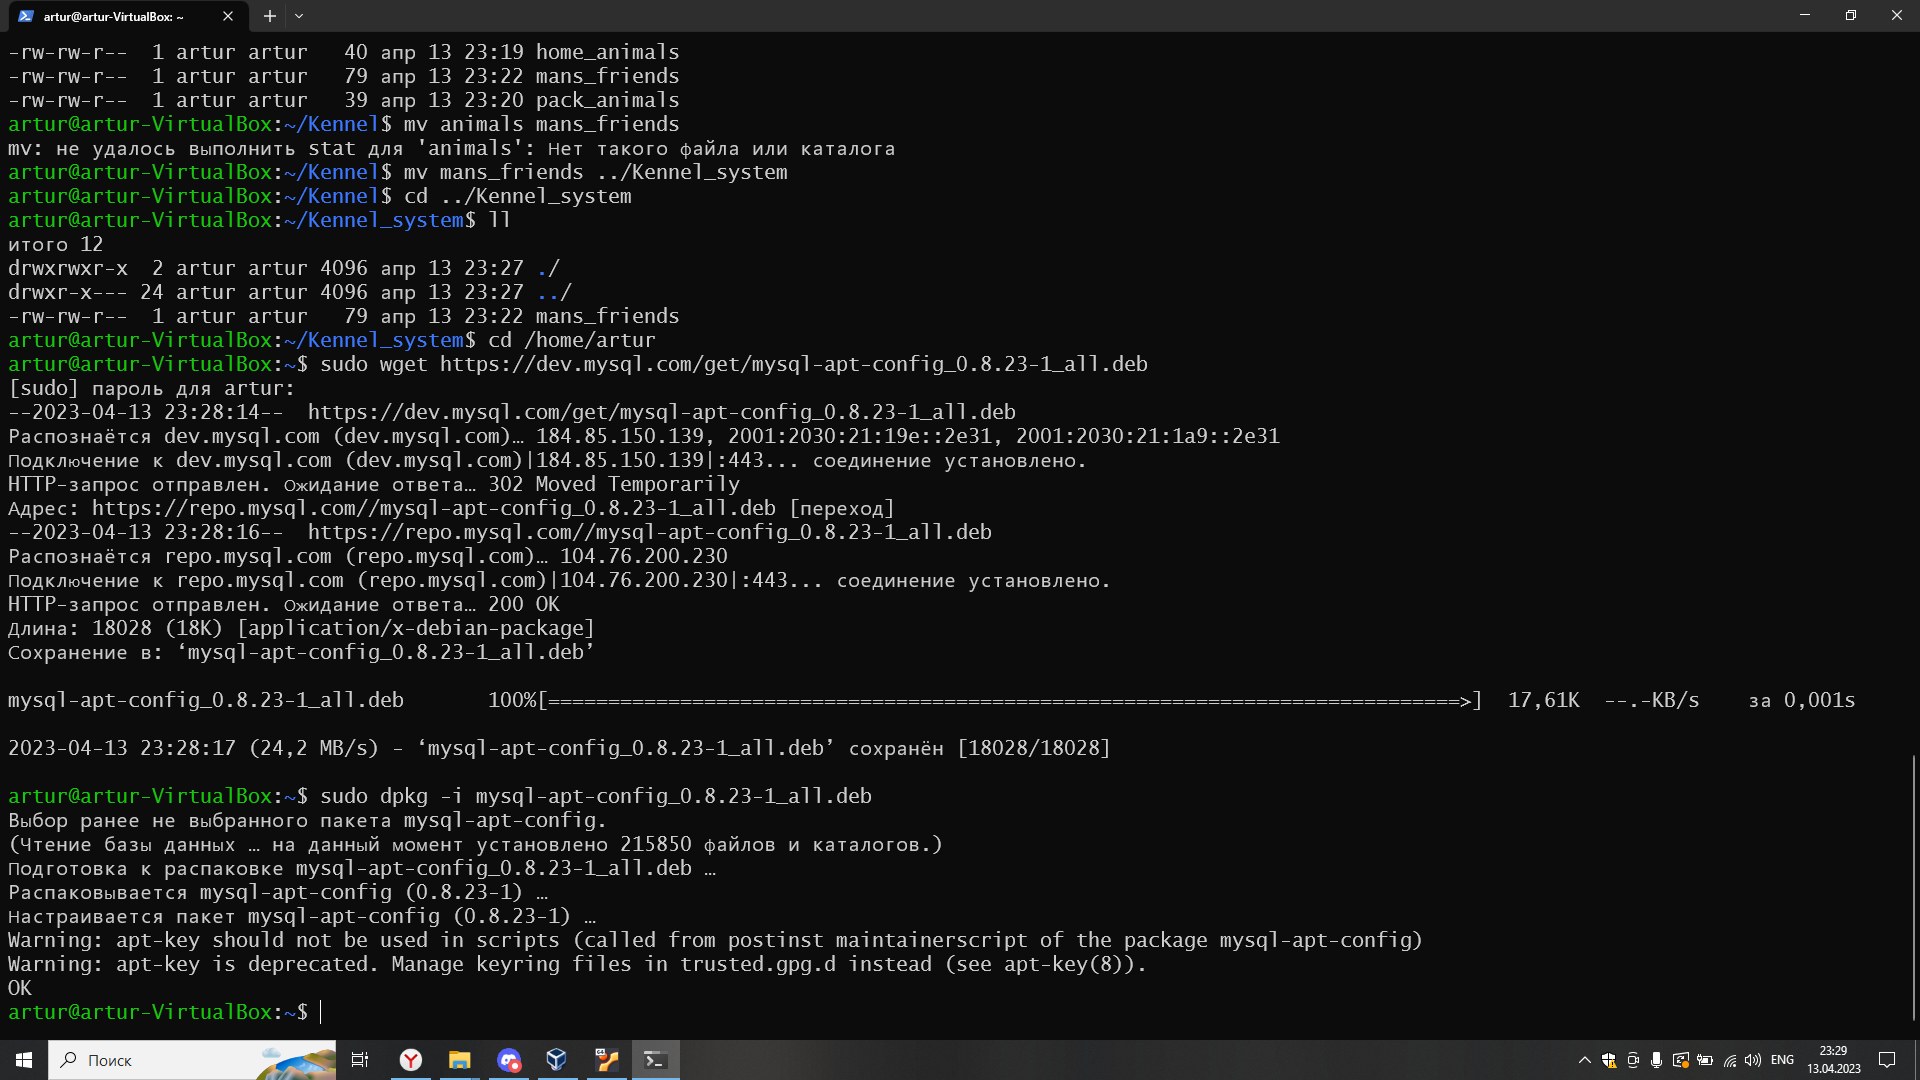 artur@artur-VirtualBox: ~
-rw-rw-r--  1 artur artur   40 апр 13 23:19 home_animals
-rw-rw-r--  1 artur artur   79 апр 13 23:22 mans_friends
-rw-rw-r--  1 artur artur   39 апр 13 23:20 pack_animals
artur@artur-VirtualBox:~/Kennel$ mv animals mans_friends
mv: не удалось выполнить stat для 'animals': Нет такого файла или каталога
artur@artur-VirtualBox:~/Kennel$ mv mans_friends ../Kennel_system
artur@artur-VirtualBox:~/Kennel$ cd ../Kennel_system
artur@artur-VirtualBox:~/Kennel_system$ ll
итого 12
drwxrwxr-x  2 artur artur 4096 апр 13 23:27 ./
drwxr-x--- 24 artur artur 4096 апр 13 23:27 ../
-rw-rw-r--  1 artur artur   79 апр 13 23:22 mans_friends
artur@artur-VirtualBox:~/Kennel_system$ cd /home/artur
artur@artur-VirtualBox:~$ sudo wget https://dev.mysql.com/get/mysql-apt-config_0.8.23-1_all.deb
[sudo] пароль для artur:
--2023-04-13 23:28:14--  https://dev.mysql.com/get/mysql-apt-config_0.8.23-1_all.deb
Распознаётся dev.mysql.com (dev.mysql.com)… 184.85.150.139, 2001:2030:21:19e::2e31, 2001:2030:21:1a9::2e31
Подключение к dev.mysql.com (dev.mysql.com)|184.85.150.139|:443... соединение установлено.
HTTP-запрос отправлен. Ожидание ответа… 302 Moved Temporarily
Адрес: https://repo.mysql.com//mysql-apt-config_0.8.23-1_all.deb [переход]
--2023-04-13 23:28:16--  https://repo.mysql.com//mysql-apt-config_0.8.23-1_all.deb
Распознаётся repo.mysql.com (repo.mysql.com)… 104.76.200.230
Подключение к repo.mysql.com (repo.mysql.com)|104.76.200.230|:443... соединение установлено.
HTTP-запрос отправлен. Ожидание ответа… 200 OK
Длина: 18028 (18K) [application/x-debian-package]
Сохранение в: ‘mysql-apt-config_0.8.23-1_all.deb’
mysql-apt-config_0.8.23-1_all.deb       100%[============================================================================>]  17,61K  --.-KB/s    за 0,001s
2023-04-13 23:28:17 (24,2 MB/s) - ‘mysql-apt-config_0.8.23-1_all.deb’ сохранён [18028/18028]
artur@artur-VirtualBox:~$ sudo dpkg -i mysql-apt-config_0.8.23-1_all.deb
Выбор ранее не выбранного пакета mysql-apt-config.
(Чтение базы данных … на данный момент установлено 215850 файлов и каталогов.)
Подготовка к распаковке mysql-apt-config_0.8.23-1_all.deb …
Распаковывается mysql-apt-config (0.8.23-1) …
Настраивается пакет mysql-apt-config (0.8.23-1) …
Warning: apt-key should not be used in scripts (called from postinst maintainerscript of the package mysql-apt-config)
Warning: apt-key is deprecated. Manage keyring files in trusted.gpg.d instead (see apt-key(8)).
OK
artur@artur-VirtualBox:~$
Поиск
ENG
23:29
13.04.2023